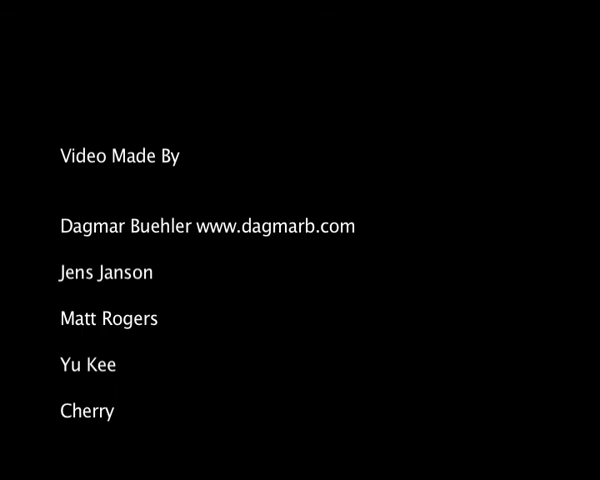 Video Made By
Dagmar Buehler www.dagmarb.com
Jens Janson
Matt Rogers
Yu Kee
Cherry